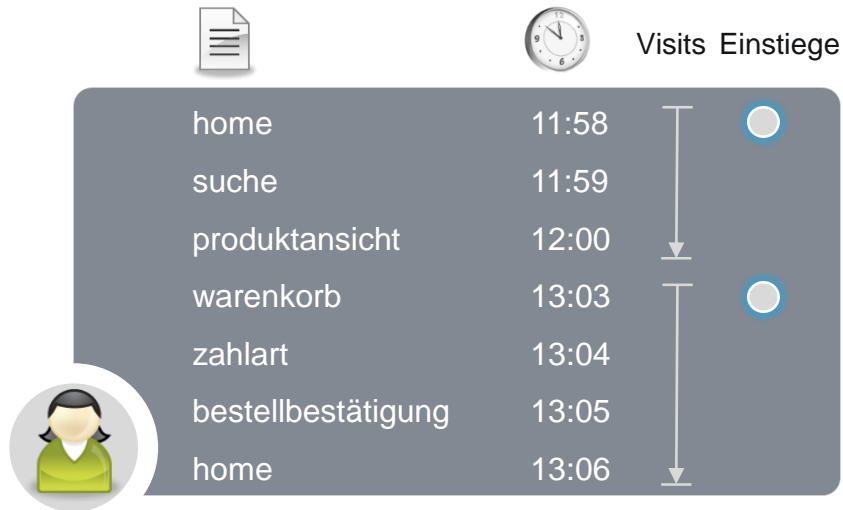 Visits Einstiege
home 11:58
suche 11:59
produktansicht 12:00
warenkorb 13:03
zahlart 13:04
bestellbestätigung 13:05
home 13:06